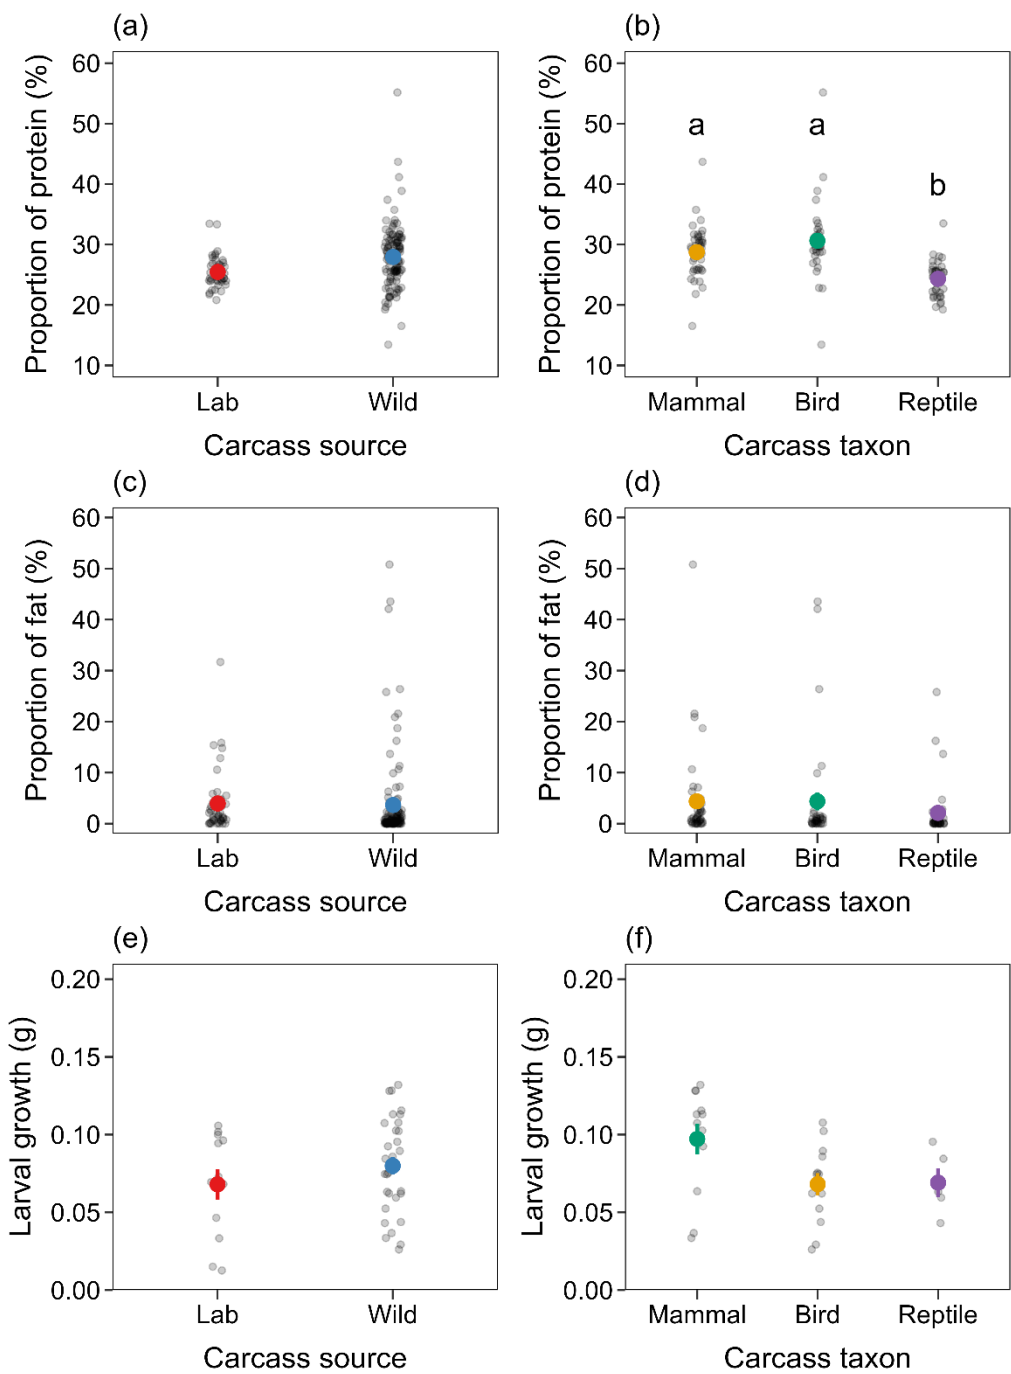 (a)
Proportion of protein (%)
60
50
40
30
20
10
Lab
Wild
Carcass source
(b)
Proportion of protein (%)
60
50
40
30
20
10
a
a
b
Mammal
Bird
Reptile
Carcass taxon
(c)
Proportion of fat (%)
60
50
40
30
20
10
0
Lab
Wild
Carcass source
(d)
Proportion of fat (%)
60
50
40
30
20
10
0
Mammal
Bird
Reptile
Carcass taxon
(e)
Larval growth (g)
0.20
0.15
0.10
0.05
0.00
Lab
Wild
Carcass source
(f)
Larval growth (g)
0.20
0.15
0.10
0.05
0.00
Mammal
Bird
Reptile
Carcass taxon